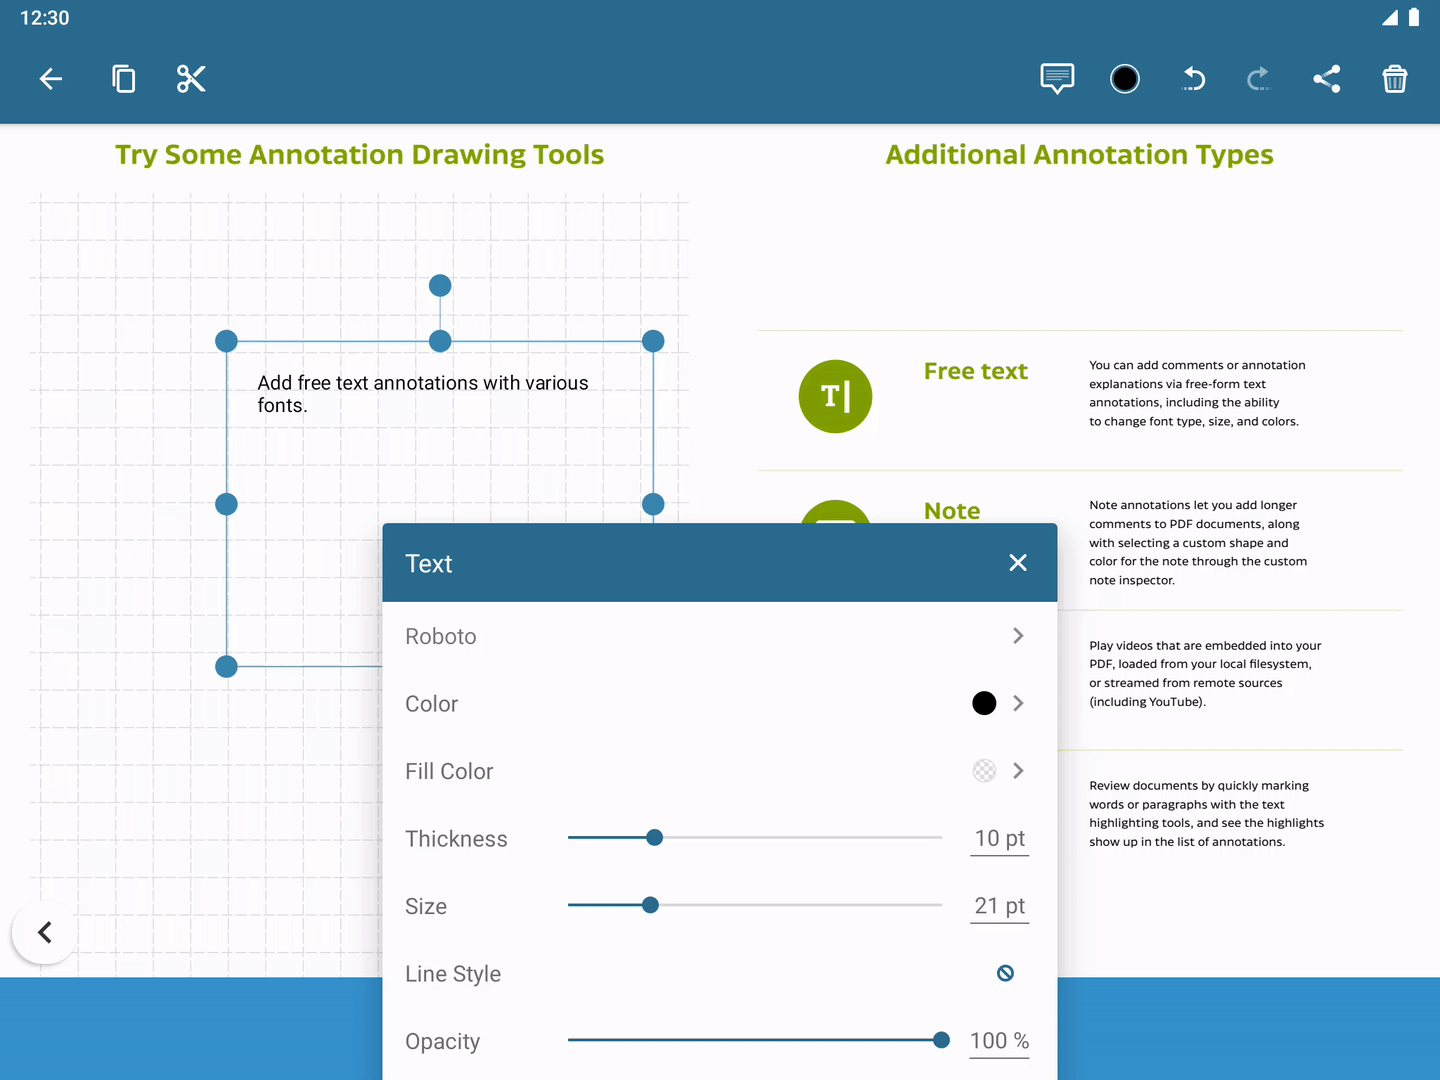 12:30
Try Some Annotation Drawing Tools
Add free text annotations with various
fonts.
Additional Annotation Types
T
Free text
You can add comments or annotation
explanations via free-form text
annotations, including the ability
to change font type, size, and colors.
Note
Note annotations let you add longer
comments to PDF documents, along
with selecting a custom shape and
color for the note through the custom
note inspector.
Play videos that are embedded into your
PDF, loaded from your local filesystem,
or streamed from remote sources
(including YouTube).
Review documents by quickly marking
words or paragraphs with the text
highlighting tools, and see the highlights
show up in the list of annotations.
Text
Roboto
Color
Fill Color
Thickness 10 pt
Size 21 pt
Line Style
Opacity 100 %